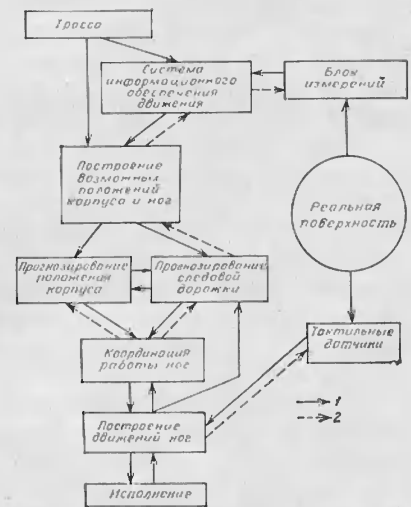 Трасса
Система
информационного
обеспечения
движения
Блок
измерений
Построение
возможных
положений
корпуса и ног
Реальная
поверхность
Прогнозирование
положения
корпуса
Прогнозирование
следовой
дорожки
Координация
работы ног
Тактильные
датчики
Построение
движений ног
1
2
Исполнение